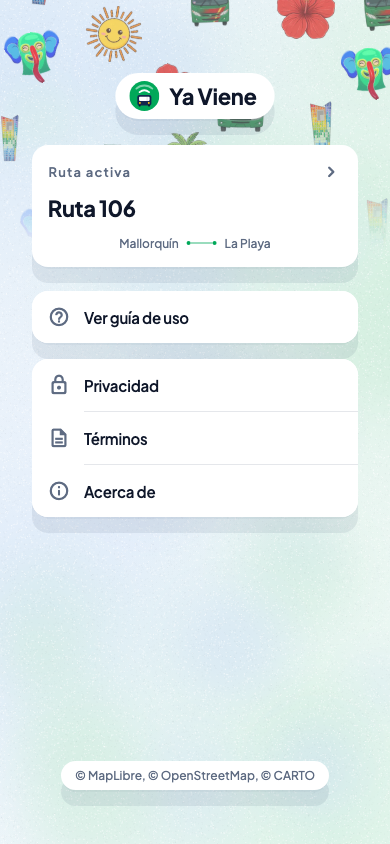 Ya Viene
Ruta activa
Ruta 106
Mallorquín La Playa
Ver guía de uso
Privacidad
Términos
Acerca de
© MapLibre, © OpenStreetMap, © CARTO